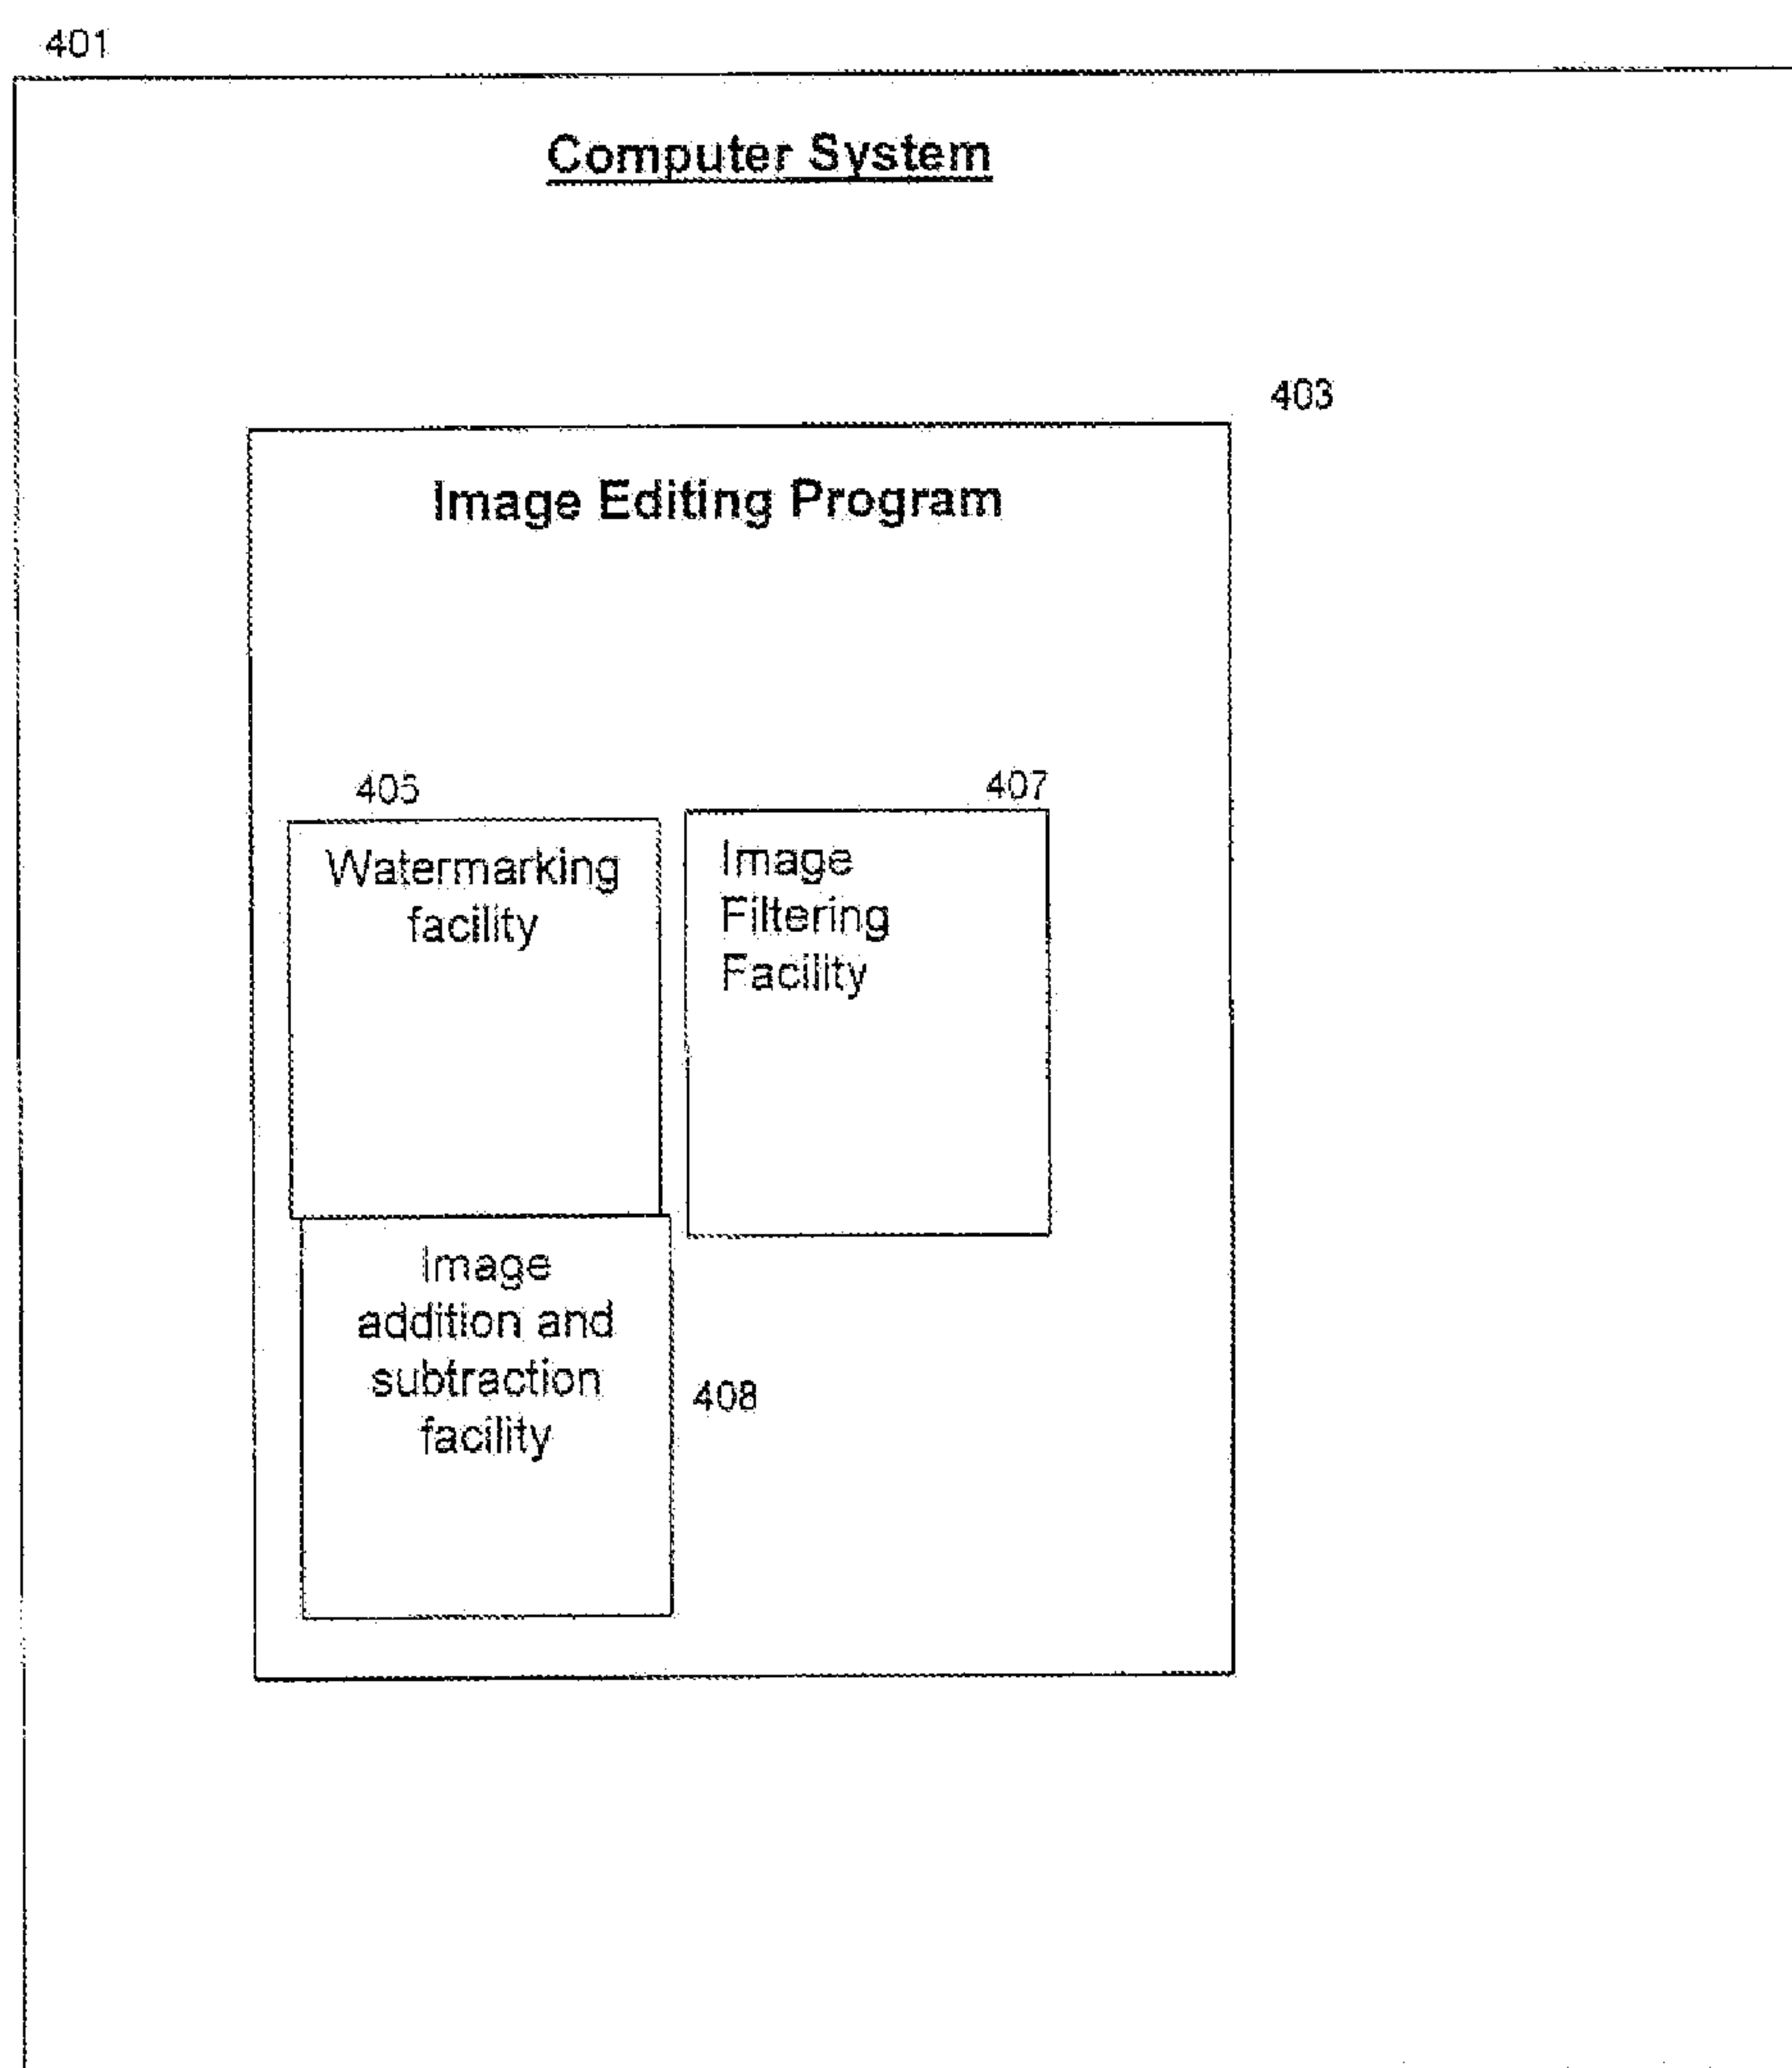 401
Computer System
403
Image Editing Program
405
Watermarking
facility
407
Image
Filtering
Facility
Image
addition and
subtraction
facility
408